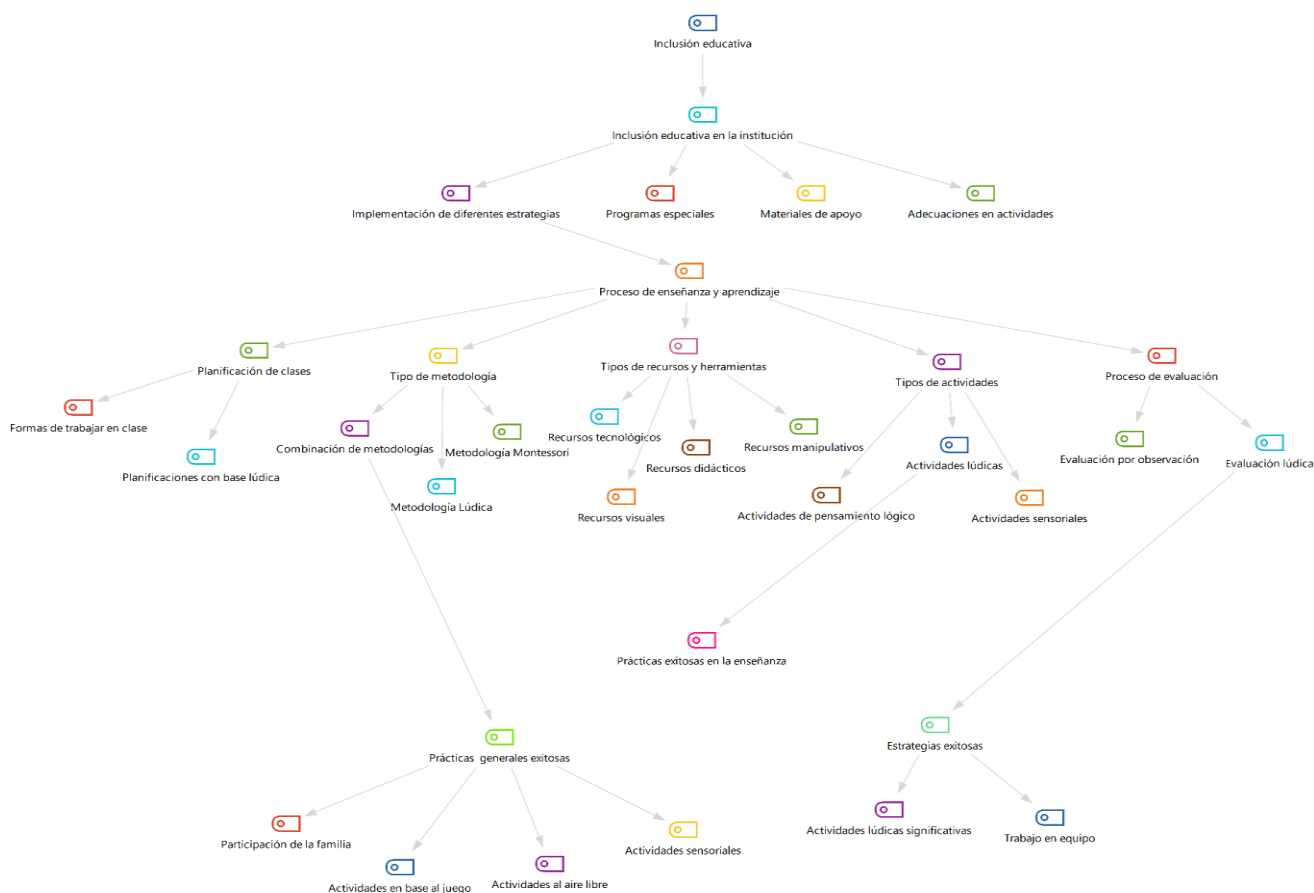 Inclusión educativa
Inclusión educativa en la institución
Implementación de diferentes estrategias
Programas especiales
Materiales de apoyo
Adecuaciones en actividades
Proceso de enseñanza y aprendizaje
Planificación de clases
Tipo de metodología
Tipos de recursos y herramientas
Tipos de actividades
Proceso de evaluación
Formas de trabajar en clase
Planificaciones con base lúdica
Combinación de metodologías
Metodología Montessori
Metodología Lúdica
Recursos tecnológicos
Recursos didácticos
Recursos manipulativos
Recursos visuales
Actividades lúdicas
Actividades de pensamiento lógico
Actividades sensoriales
Evaluación por observación
Evaluación lúdica
Prácticas exitosas en la enseñanza
Prácticas generales exitosas
Estrategias exitosas
Participación de la familia
Actividades en base al juego
Actividades al aire libre
Actividades sensoriales
Actividades lúdicas significativas
Trabajo en equipo